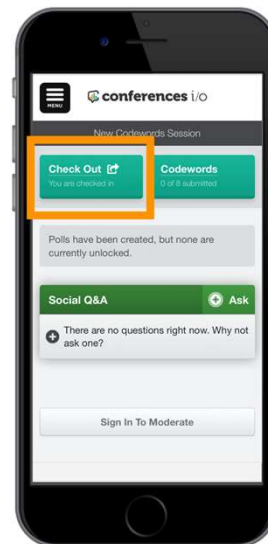 MENU
conferences i/o
New Codewords Session
Check Out
You are checked in
Codewords
0 of 8 submitted
Polls have been created, but none are
currently unlocked.
Social Q&A
Ask
There are no questions right now. Why not
ask one?
Sign In To Moderate